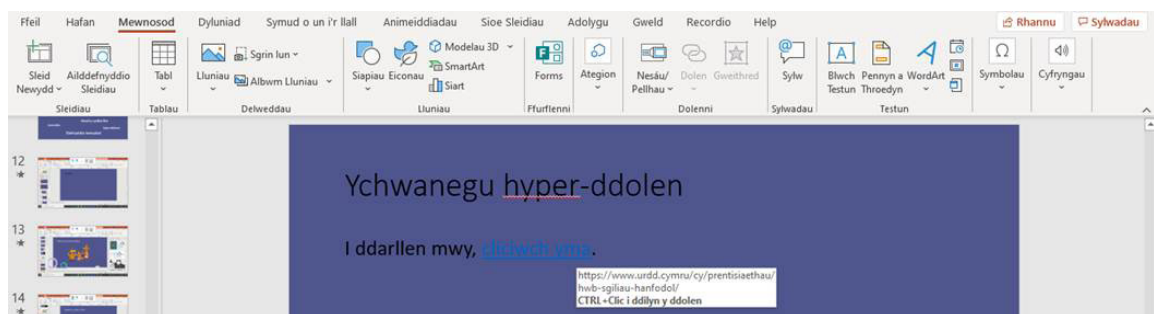 Ffeil Hafan Mewnosod Dyluniad Symud o un i'r llall Animeiddiadau Sioe Sleidiau Adolygu Gweld Recordio Help Rhannu Sylwadau
Sleid Newydd
Ailddefnyddio Sleidiau
Tabl
Lluniau
Sgrin lun
Albwm Lluniau
Siapiau
Eiconau
Modelau 3D
SmartArt
Siart
Forms
Ategion
Nesáu/ Pellhau
Dolen
Gweithred
Sylw
Blwch Testun
Pennyn a Throedyn
WordArt
Symbolau
Cyfryngau
Sleidiau Tablau Delweddau Lluniau Ffurflenni Dolenni Sylwadau Testun
12
13
14
Ychwanegu hyper-ddolen
I ddarllen mwy, cliciwch yma.
https://www.urdd.cymru/cy/prentisiaethau/
hwb-sgiliau-hanfodol/
CTRL+Clic i ddilyn y ddolen